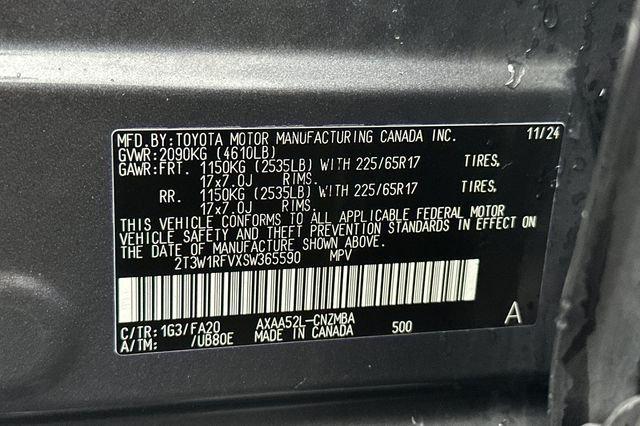 MFD.BY:TOYOTA MOTOR MANUFACTURING CANADA INC. 11/24
GVWR:2090KG (4610LB)
GAWR:FRT. 1150KG (2535LB) WITH 225/65R17 TIRES,
17x7.0J RIMS.
RR. 1150KG (2535LB) WITH 225/65R17 TIRES,
17x7.0J RIMS.
THIS VEHICLE CONFORMS TO ALL APPLICABLE FEDERAL MOTOR
VEHICLE SAFETY AND THEFT PREVENTION STANDARDS IN EFFECT ON
THE DATE OF MANUFACTURE SHOWN ABOVE.
2T3W1RFVXSW365590 MPV
C/TR: 1G3/FA20 AXAA52L-CNZMBA
A/TM: /UB80E MADE IN CANADA 500 A